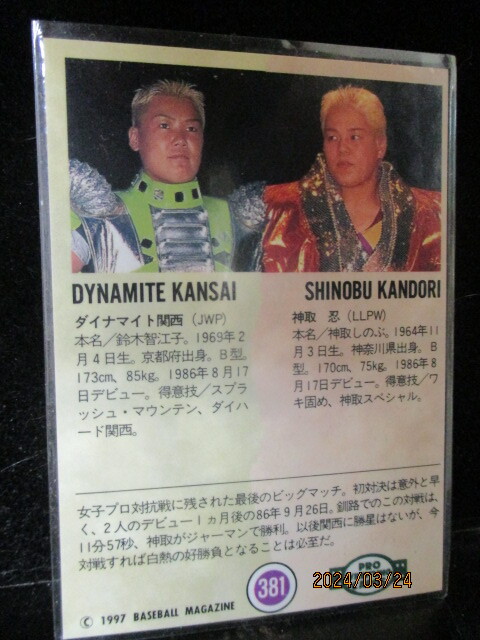 DYNAMITE KANSAI
SHINOBU KANDORI
ダイナマイト関西（JWP）
本名／鈴木智江子。1969年2
月4日生。京都府出身。B型。
173cm、85kg。1986年8月17
日デビュー。得意技／スプラ
ッシュ・マウンテン、ダイハ
ード関西。
神取　忍（LLPW）
本名／神取しのぶ。1964年11
月3日生。神奈川県出身。B
型。170cm、75kg。1986年8
月17日デビュー。得意技／ワ
キ固め、神取スペシャル。
女子プロ対抗戦に残された最後のビッグマッチ。初対決は意外と早
く、2人のデビュー1ヵ月後の86年9月26日。釧路でのこの対戦は、
11分57秒、神取がジャーマンで勝利。以後関西に勝星はないが、今
対戦すれば白熱の好勝負となることは必至だ。
381
PRO
© 1997 BASEBALL MAGAZINE
2024/03/24